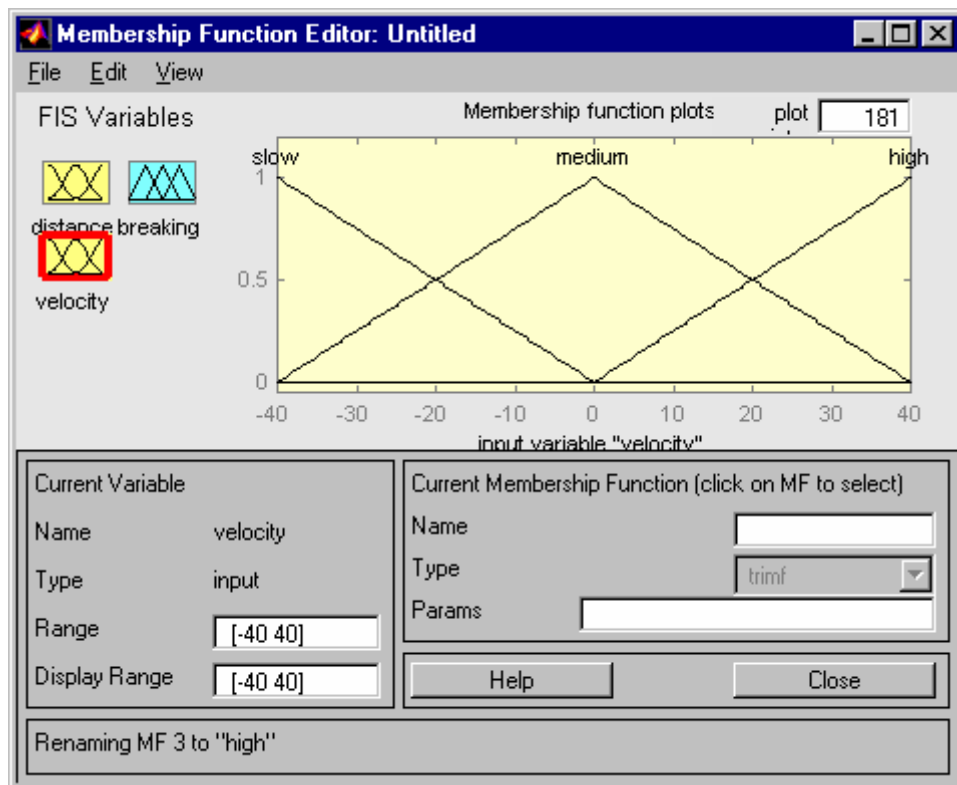 Membership Function Editor: Untitled
File Edit View
FIS Variables
Membership function plots
plot
181
slow medium high
distance breaking
velocity
1
0.5
0
-40 -30 -20 -10 0 10 20 30 40
input variable "velocity"
Current Variable
Name velocity
Type input
Range [-40 40]
Display Range [-40 40]
Current Membership Function (click on MF to select)
Name
Type trimf
Params
Help Close
Renaming MF 3 to "high"